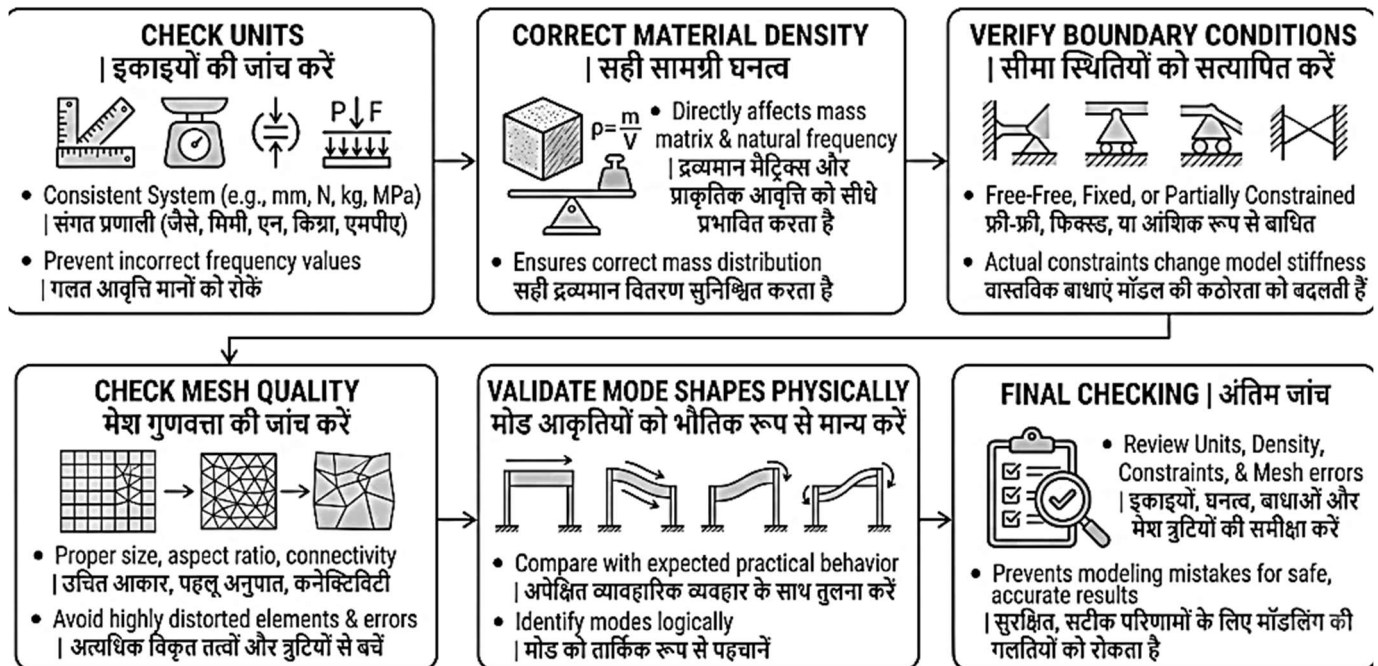 CHECK UNITS
| इकाइयों की जांच करें
P F
• Consistent System (e.g., mm, N, kg, MPa)
| संगत प्रणाली (जैसे, मिमी, एन, किग्रा, एमपीए)
• Prevent incorrect frequency values
| गलत आवृत्ति मानों को रोकें
CORRECT MATERIAL DENSITY
| सही सामग्री घनत्व
ρ=m/V
• Directly affects mass
matrix & natural frequency
| द्रव्यमान मैट्रिक्स और
प्राकृतिक आवृत्ति को सीधे
प्रभावित करता है
• Ensures correct mass distribution
सही द्रव्यमान वितरण सुनिश्चित करता है
VERIFY BOUNDARY CONDITIONS
| सीमा स्थितियों को सत्यापित करें
• Free-Free, Fixed, or Partially Constrained
फ्री-फ्री, फिक्स्ड, या आंशिक रूप से बाधित
• Actual constraints change model stiffness
वास्तविक बाधाएं मॉडल की कठोरता को बदलती हैं
CHECK MESH QUALITY
मेश गुणवत्ता की जांच करें
• Proper size, aspect ratio, connectivity
| उचित आकार, पहलू अनुपात, कनेक्टिविटी
• Avoid highly distorted elements & errors
| अत्यधिक विकृत तत्वों और त्रुटियों से बचें
VALIDATE MODE SHAPES PHYSICALLY
मोड आकृतियों को भौतिक रूप से मान्य करें
• Compare with expected practical behavior
| अपेक्षित व्यावहारिक व्यवहार के साथ तुलना करें
• Identify modes logically
| मोड को तार्किक रूप से पहचानें
FINAL CHECKING | अंतिम जांच
• Review Units, Density,
Constraints, & Mesh errors
| इकाइयों, घनत्व, बाधाओं और
मेश त्रुटियों की समीक्षा करें
• Prevents modeling mistakes for safe,
accurate results
| सुरक्षित, सटीक परिणामों के लिए मॉडलिंग की
गलतियों को रोकता है